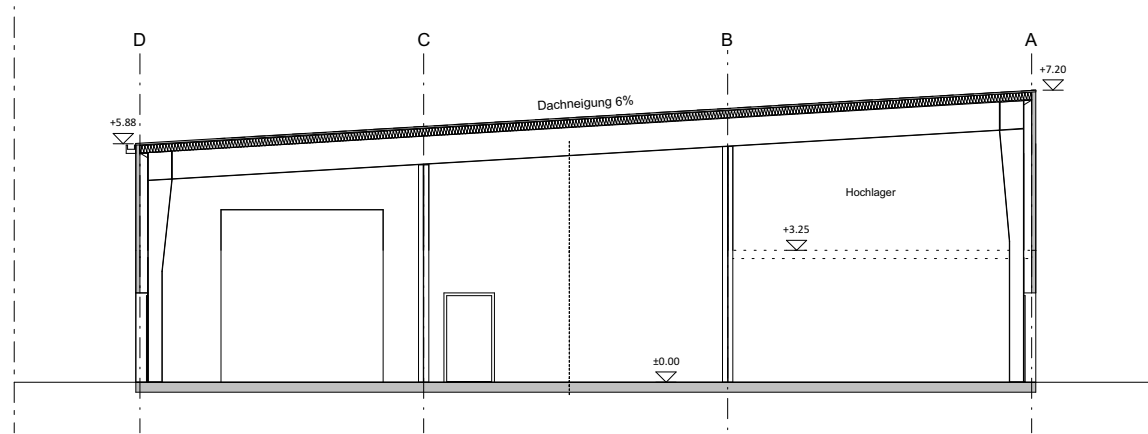 D
C
B
A
+7.20
Dachneigung 6%
+5.88
Hochlager
+3.25
±0.00